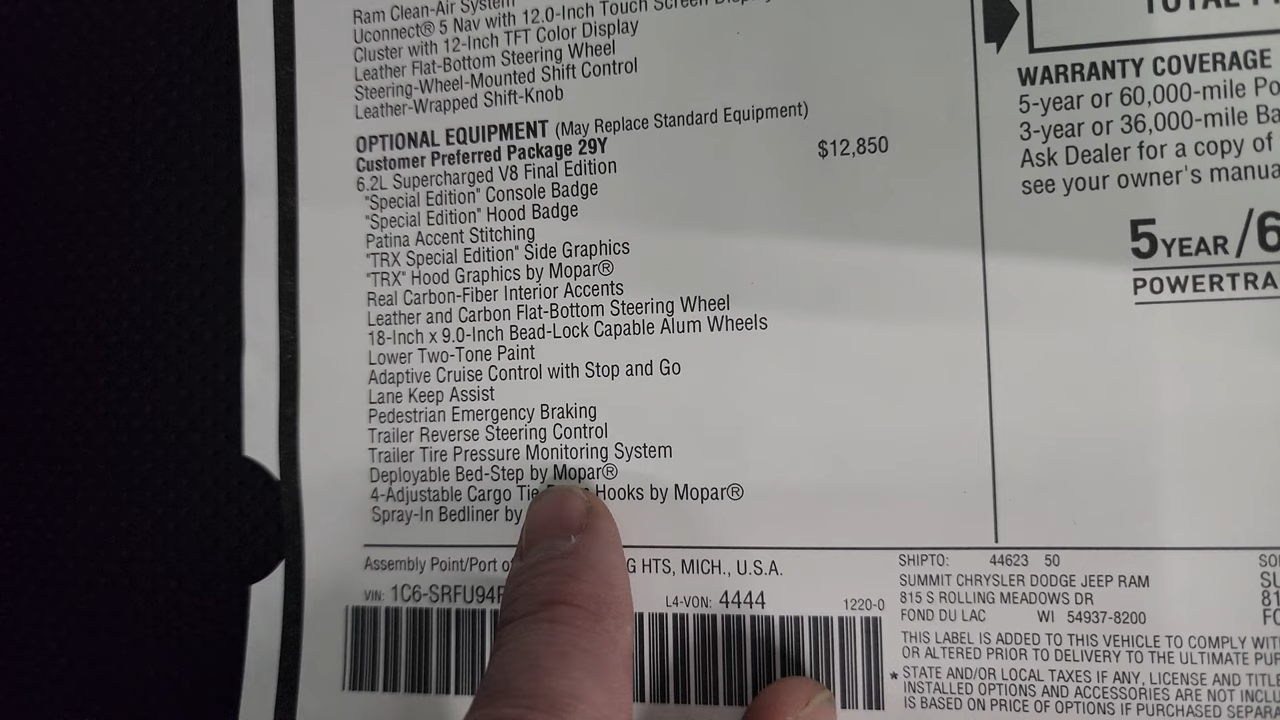 Ram Clean-Air System
Uconnect® 5 Nav with 12.0-Inch Touch Screen
Cluster with 12-Inch TFT Color Display
Leather Flat-Bottom Steering Wheel
Steering-Wheel-Mounted Shift Control
Leather-Wrapped Shift-Knob
OPTIONAL EQUIPMENT (May Replace Standard Equipment)
Customer Preferred Package 29Y $12,850
6.2L Supercharged V8 Final Edition
"Special Edition" Console Badge
"Special Edition" Hood Badge
Patina Accent Stitching
"TRX Special Edition" Side Graphics
"TRX" Hood Graphics by Mopar®
Real Carbon-Fiber Interior Accents
Leather and Carbon Flat-Bottom Steering Wheel
18-Inch x 9.0-Inch Bead-Lock Capable Alum Wheels
Lower Two-Tone Paint
Adaptive Cruise Control with Stop and Go
Lane Keep Assist
Pedestrian Emergency Braking
Trailer Reverse Steering Control
Trailer Tire Pressure Monitoring System
Deployable Bed-Step by Mopar®
4-Adjustable Cargo Hooks by Mopar®
Spray-In Bedliner by
WARRANTY COVERAGE
5-year or 60,000-mile
3-year or 36,000-mile
Ask Dealer for a copy of
see your owner's
5YEAR/6
Assembly Point/Port HTS, MICH., U.S.A.
VIN: 1C6-SRFU94 L4-VON: 4444 1220-0
SHIPTO: 44623 50
SUMMIT CHRYSLER DODGE JEEP RAM
815 S ROLLING MEADOWS DR
FOND DU LAC WI 54937-8200
THIS LABEL IS ADDED TO THIS VEHICLE TO COMPLY
OR ALTERED PRIOR TO DELIVERY TO THE ULTIMATE
* STATE AND/OR LOCAL TAXES IF ANY, LICENSE AND
INSTALLED OPTIONS AND ACCESSORIES ARE NOT
IS BASED ON PRICE OF OPTIONS IF PURCHASED